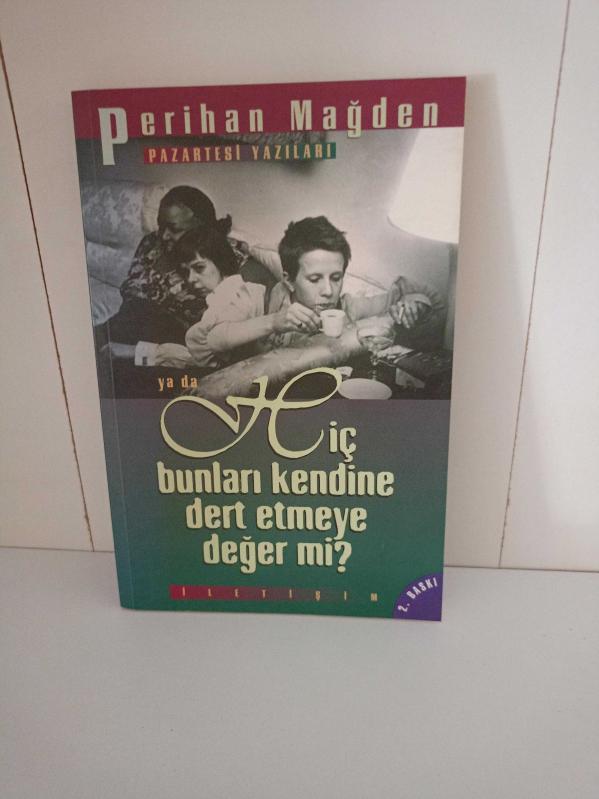 Perihan Mağden
PAZARTESİ YAZILARI
ya da
Hiç
bunları kendine
dert etmeye
değer mi?
İLETİŞİM
2. BASKI